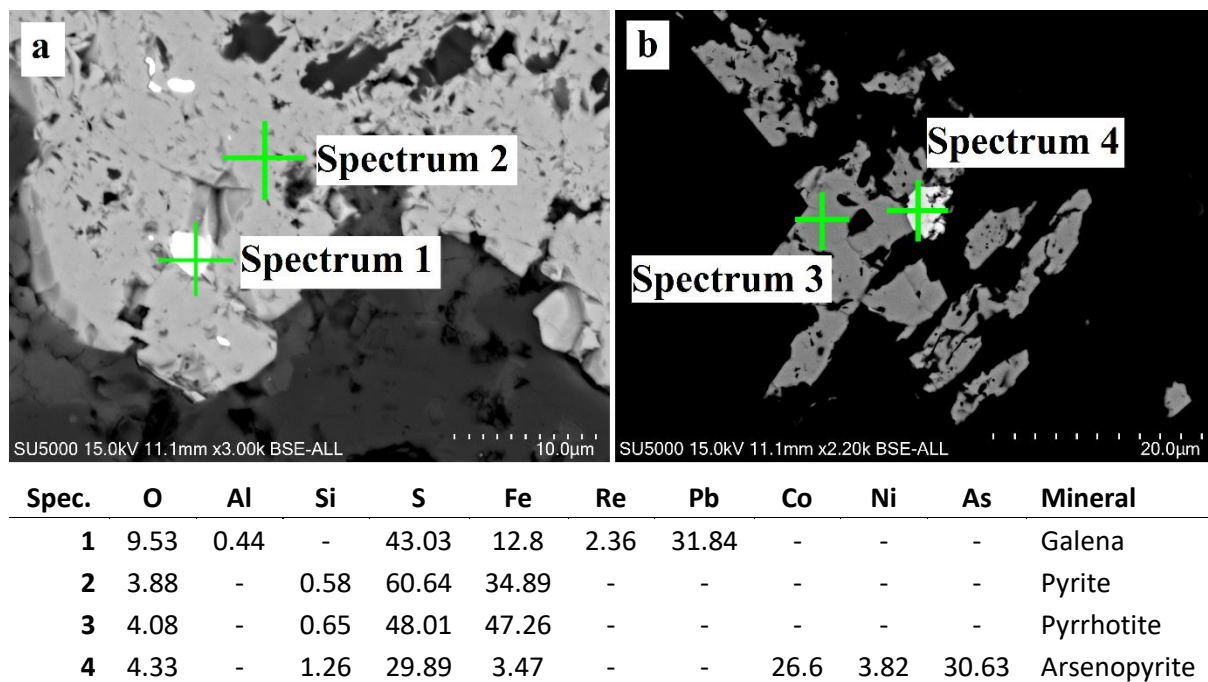 a
Spectrum 2
Spectrum 1
SU5000 15.0kV 11.1mm x3.00k BSE-ALL 10.0µm
b
Spectrum 4
Spectrum 3
SU5000 15.0kV 11.1mm x2.20k BSE-ALL 20.0µm
Spec. O Al Si S Fe Re Pb Co Ni As Mineral
1 9.53 0.44 - 43.03 12.8 2.36 31.84 - - - Galena
2 3.88 - 0.58 60.64 34.89 - - - - - Pyrite
3 4.08 - 0.65 48.01 47.26 - - - - - Pyrrhotite
4 4.33 - 1.26 29.89 3.47 - - 26.6 3.82 30.63 Arsenopyrite